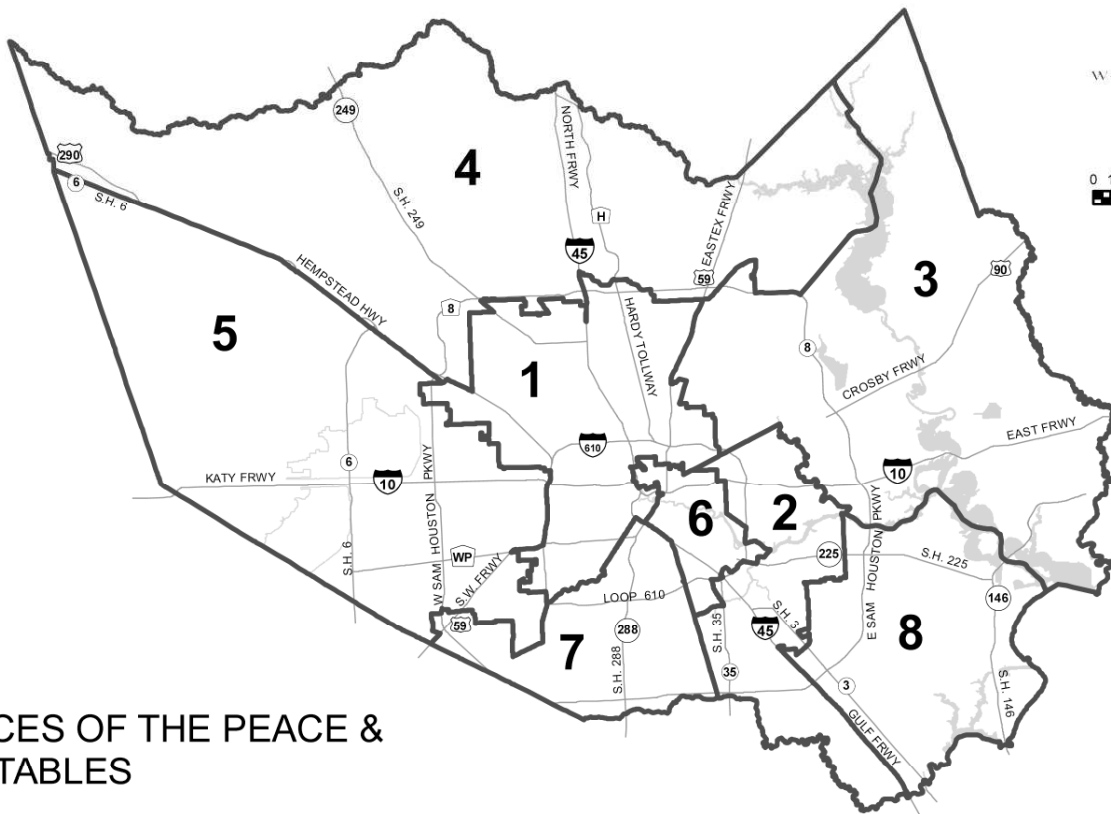 W
0 1
249
4
290
6
S.H. 6
NORTH FRWY
H
S.H. 249
45
EASTEX FRWY
59
90
3
HEMPSTEAD HWY
8
5
HARDY TOLLWAY
8
1
CROSBY FRWY
610
EAST FRWY
6
KATY FRWY
10
10
W SAM HOUSTON PKWY
6
2
E SAM HOUSTON PKWY
WP
225
S.H. 225
S.H. 6
S.W. FRWY
LOOP 610
146
59
7
288
S.H. 288
S.H. 35
45
S.H. 3
8
35
3
S.H. 146
GULF FRWY
CES OF THE PEACE &
TABLES